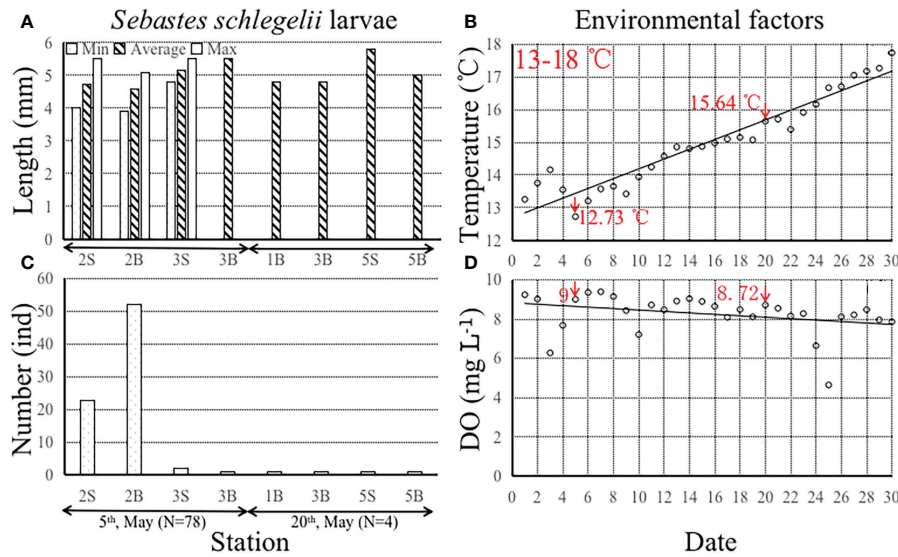 Sebastes schlegelii larvae
Environmental factors
A
Min Average Max
Length (mm)
6
5
4
3
2
1
0
2S 2B 3S 3B 1B 3B 5S 5B
B
Temperature (℃)
18
17
16
15
14
13
12
13-18 ℃
15.64 ℃
12.73 ℃
0 2 4 6 8 10 12 14 16 18 20 22 24 26 28 30
C
Number (ind)
60
50
40
30
20
10
0
2S 2B 3S 3B 1B 3B 5S 5B
5th, May (N=78) 20th, May (N=4)
Station
D
DO (mg L-1)
10
8
6
4
2
0
9
8.72
0 2 4 6 8 10 12 14 16 18 20 22 24 26 28 30
Date